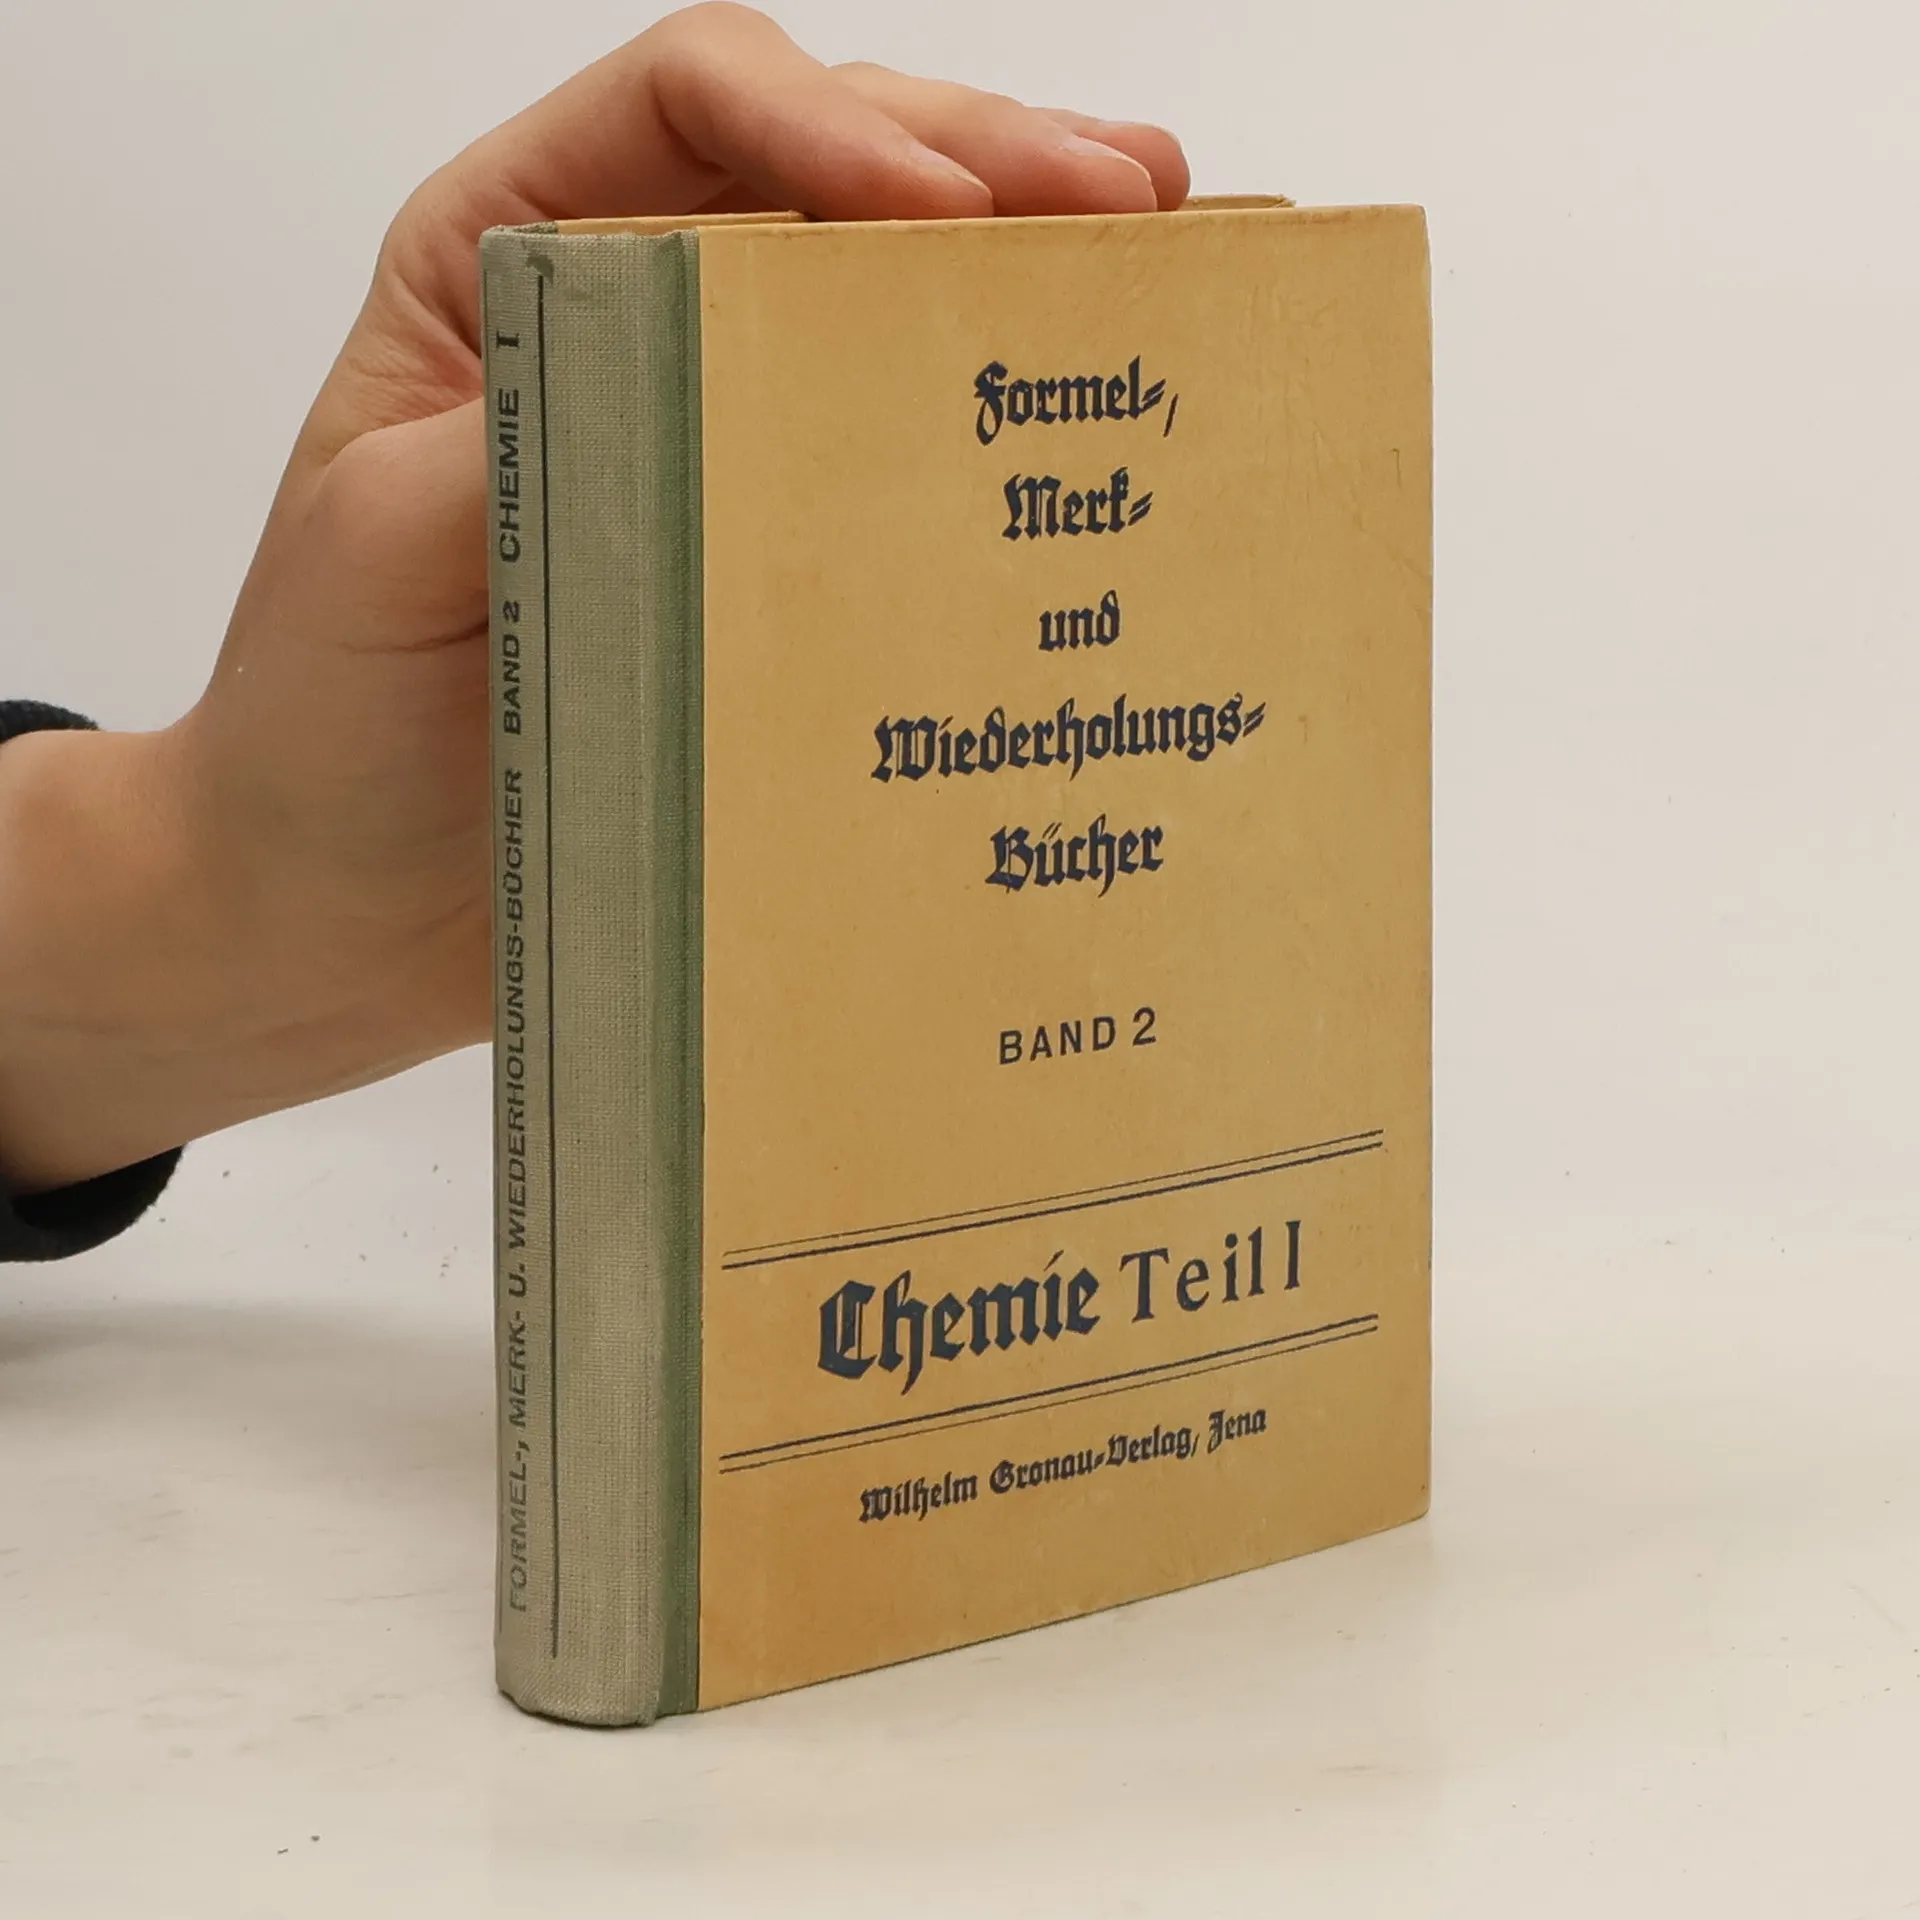 FORMEL-, MERK- U. WIEDERHOLUNGS-BÜCHER BAND 2 CHEMIE I
Formel-,
Merk-
und
Wiederholungs-
Bücher
BAND 2
Chemie Teil I
Wilhelm Gronau-Verlag, Jena